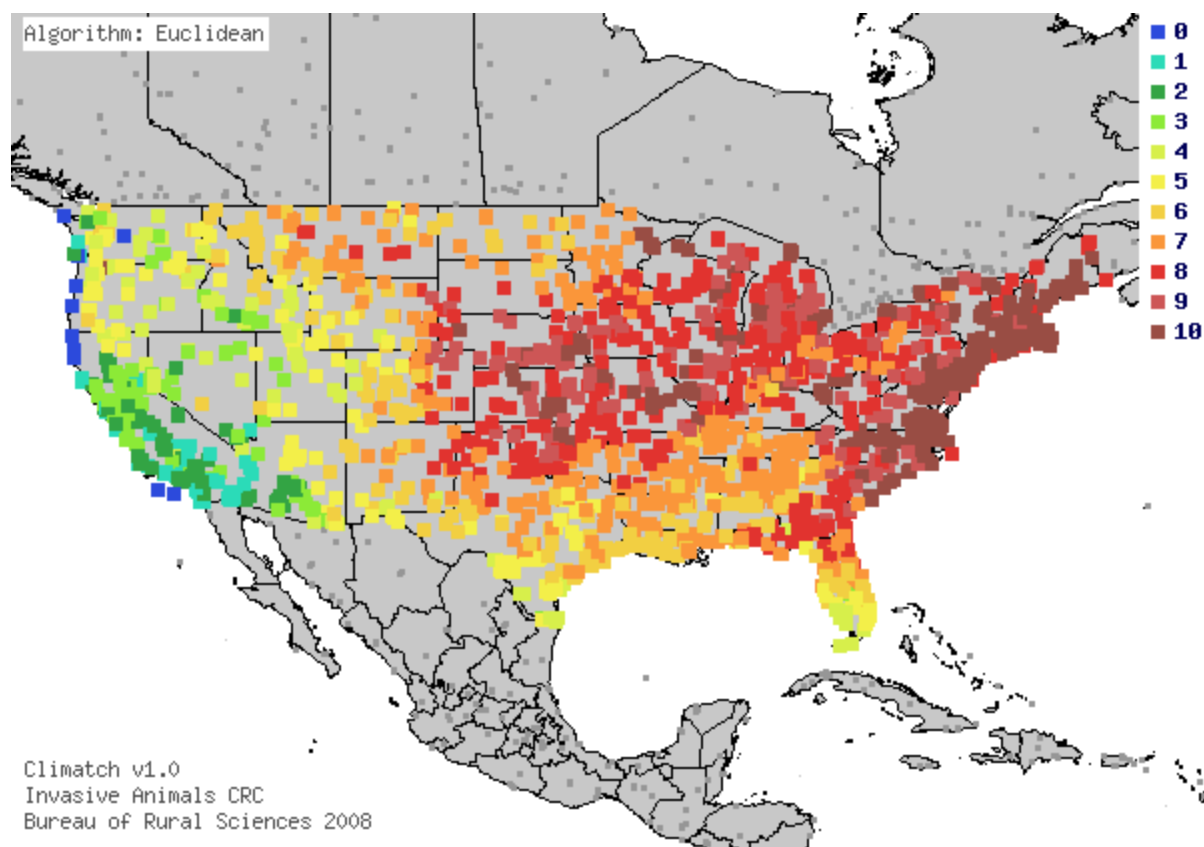 Algorithm: Euclidean
0
1
2
3
4
5
6
7
8
9
10
Climatch v1.0
Invasive Animals CRC
Bureau of Rural Sciences 2008